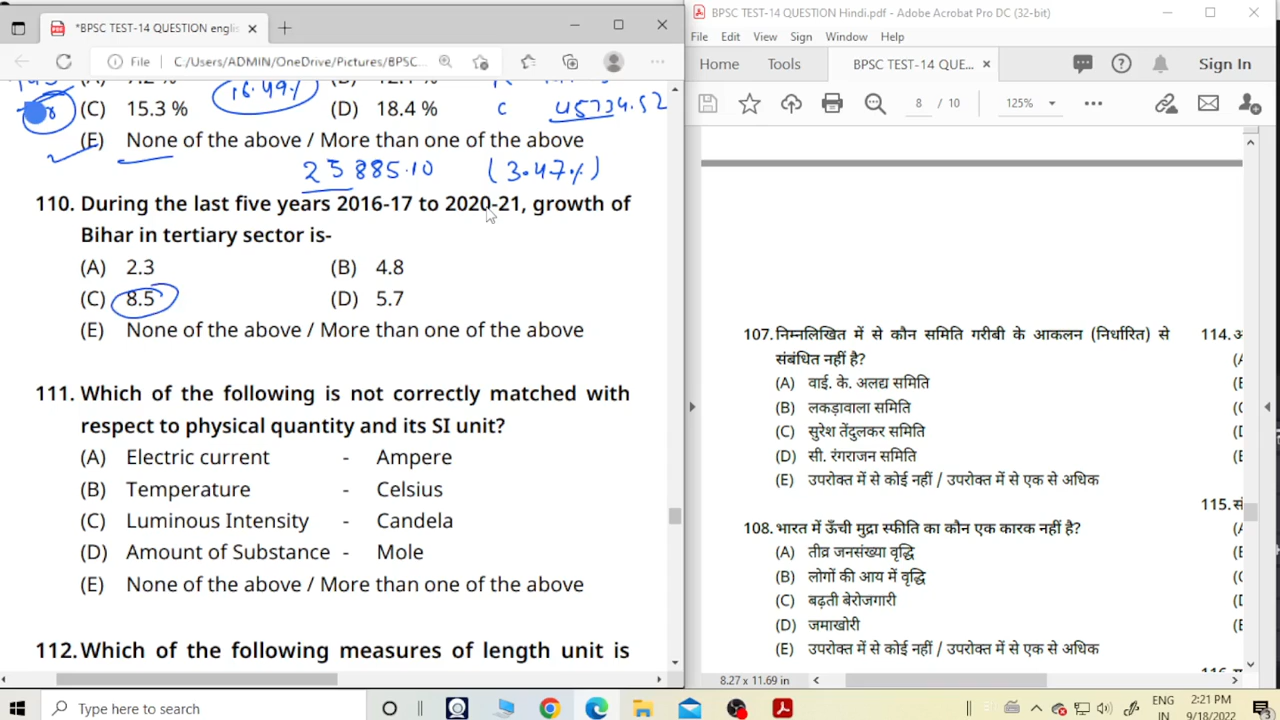 *BPSC TEST-14 QUESTION englis
File
C:/Users/ADMIN/OneDrive/Pictures/BPSC...
16.49%
(C) 15.3 % (D) 18.4 %
C 45734.52
(E) None of the above / More than one of the above
25885.10 (3.47%)
110. During the last five years 2016-17 to 2020-21, growth of
Bihar in tertiary sector is-
(A) 2.3 (B) 4.8
(C) 8.5 (D) 5.7
(E) None of the above / More than one of the above
111. Which of the following is not correctly matched with
respect to physical quantity and its SI unit?
(A) Electric current - Ampere
(B) Temperature - Celsius
(C) Luminous Intensity - Candela
(D) Amount of Substance - Mole
(E) None of the above / More than one of the above
112. Which of the following measures of length unit is
BPSC TEST-14 QUESTION Hindi.pdf - Adobe Acrobat Pro DC (32-bit)
File Edit View Sign Window Help
Home Tools BPSC TEST-14 QUE... Sign In
8 / 10 125%
107. निम्नलिखित में से कौन समिति गरीबी के आकलन (निर्धारित) से
संबंधित नहीं है?
(A) वाई. के. अलद्य समिति
(B) लकड़ावाला समिति
(C) सुरेश तेंदुलकर समिति
(D) सी. रंगराजन समिति
(E) उपरोक्त में से कोई नहीं / उपरोक्त में से एक से अधिक
108. भारत में ऊँची मुद्रा स्फीति का कौन एक कारक नहीं है?
(A) तीव्र जनसंख्या वृद्धि
(B) लोगों की आय में वृद्धि
(C) बढ़ती बेरोजगारी
(D) जमाखोरी
(E) उपरोक्त में से कोई नहीं / उपरोक्त में से एक से अधिक
114.
115.
8.27 x 11.69 in
Type here to search
ENG
IN
2:21 PM
9/18/2022